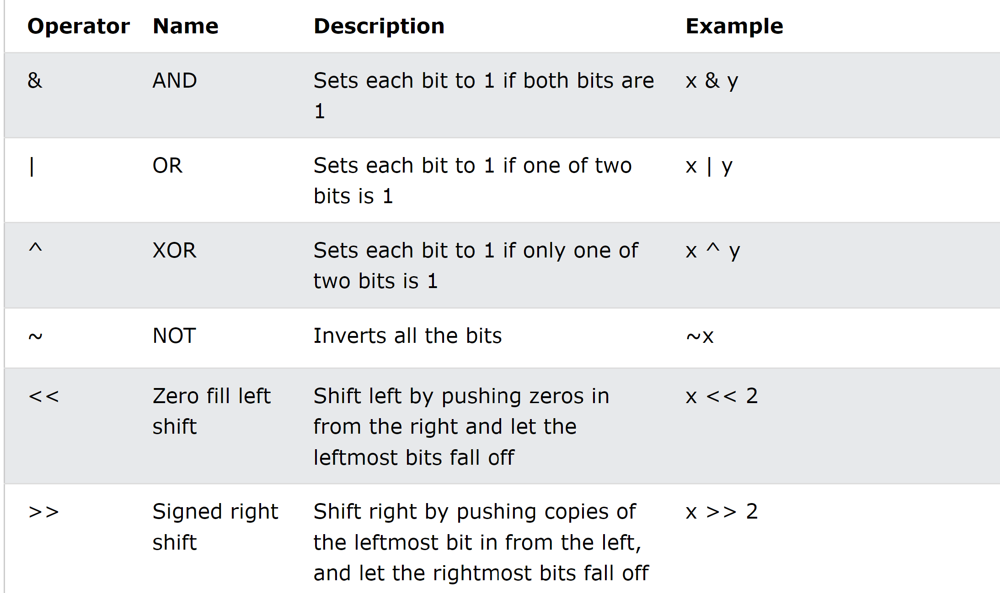 Operator Name Description Example
& AND Sets each bit to 1 if both bits are x & y
1
| OR Sets each bit to 1 if one of two x | y
bits is 1
^ XOR Sets each bit to 1 if only one of x ^ y
two bits is 1
~ NOT Inverts all the bits ~x
<< Zero fill left Shift left by pushing zeros in x << 2
shift from the right and let the
leftmost bits fall off
>> Signed right Shift right by pushing copies of x >> 2
shift the leftmost bit in from the left,
and let the rightmost bits fall off